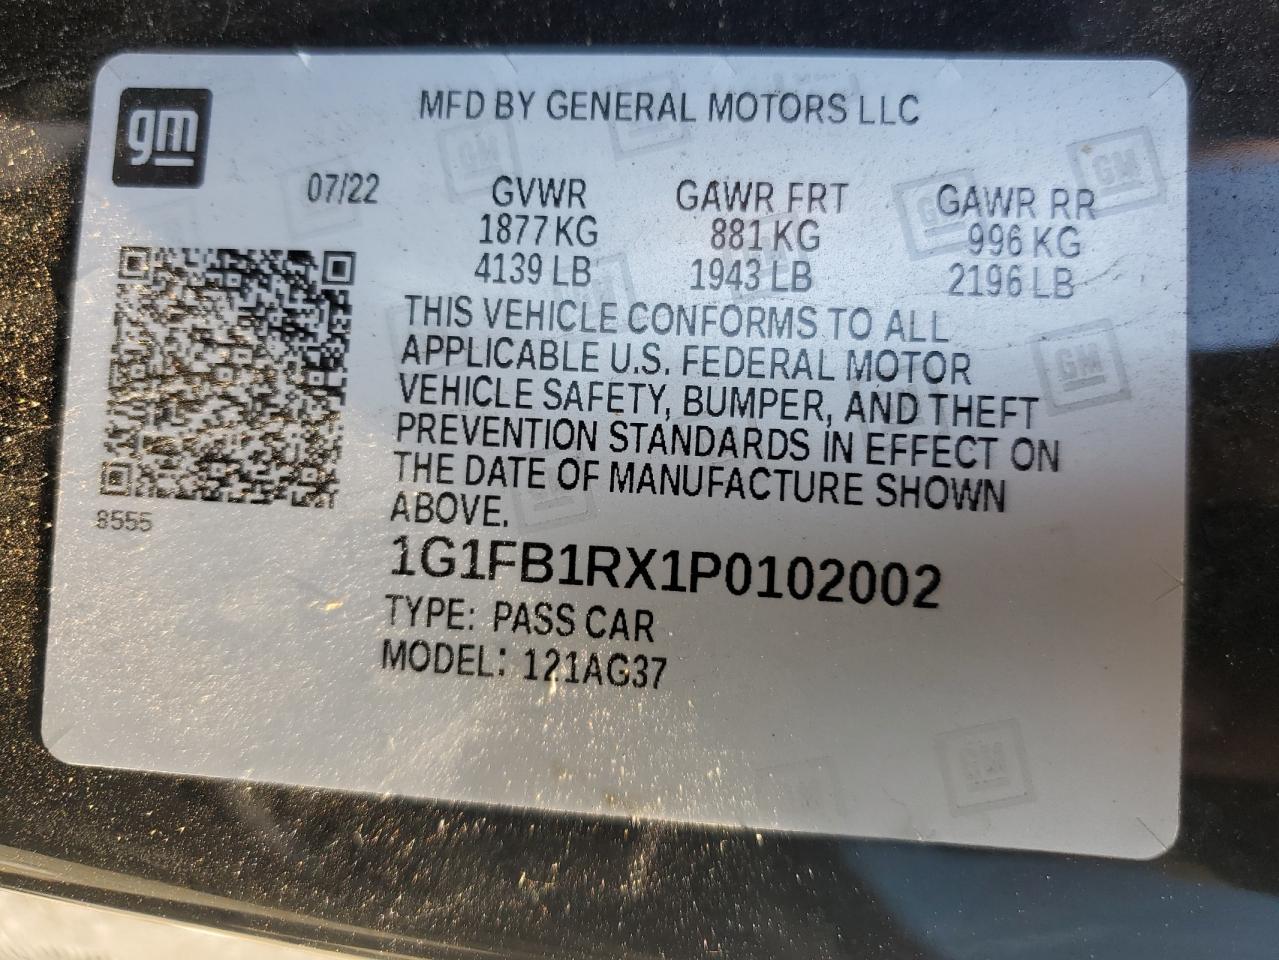 gm
MFD BY GENERAL MOTORS LLC
07/22 GVWR GAWR FRT GAWR RR
1877 KG 881 KG 996 KG
4139 LB 1943 LB 2196 LB
THIS VEHICLE CONFORMS TO ALL
APPLICABLE U.S. FEDERAL MOTOR
VEHICLE SAFETY, BUMPER, AND THEFT
PREVENTION STANDARDS IN EFFECT ON
THE DATE OF MANUFACTURE SHOWN
ABOVE.
8555
1G1FB1RX1P0102002
TYPE: PASS CAR
MODEL: 121AG37